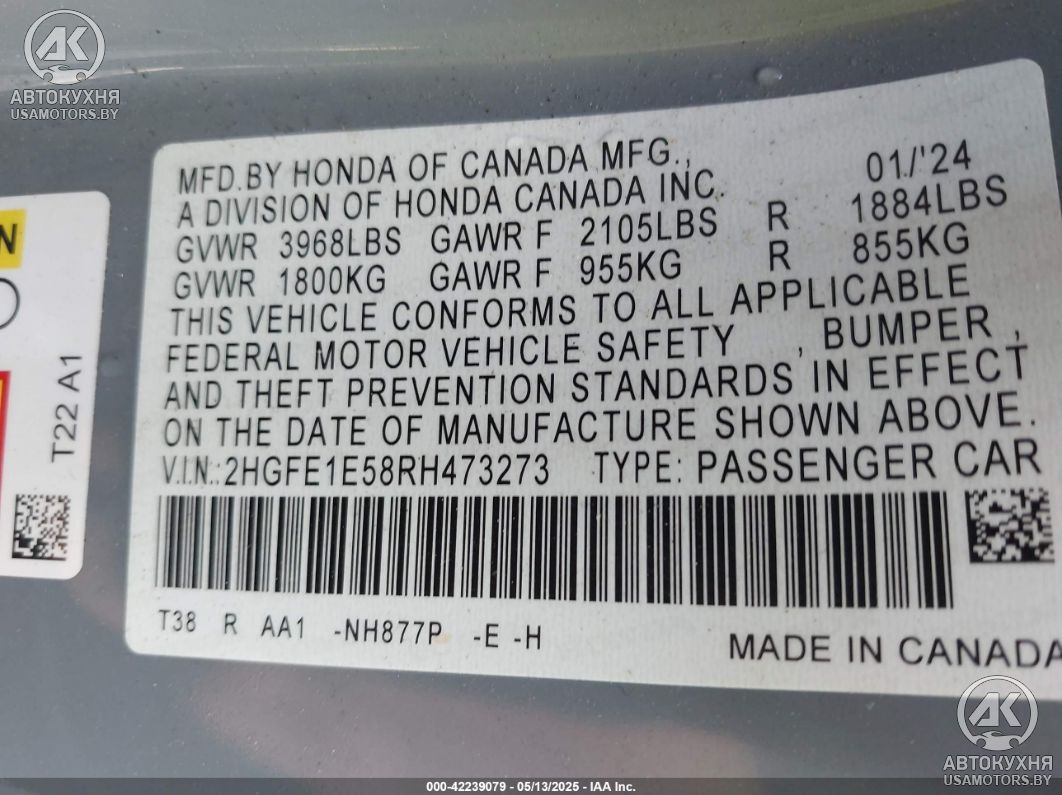 AK
АВТОКУХНЯ
USAMOTORS.BY
MFD.BY HONDA OF CANADA MFG., 01/'24
A DIVISION OF HONDA CANADA INC.
GVWR 3968LBS GAWR F 2105LBS R 1884LBS
GVWR 1800KG GAWR F 955KG R 855KG
THIS VEHICLE CONFORMS TO ALL APPLICABLE
FEDERAL MOTOR VEHICLE SAFETY , BUMPER ,
AND THEFT PREVENTION STANDARDS IN EFFECT
ON THE DATE OF MANUFACTURE SHOWN ABOVE.
V.I.N.: 2HGFE1E58RH473273 TYPE: PASSENGER CAR
T38 R AA1 -NH877P -E -H
MADE IN CANADA
N
T22 A1
AK
АВТОКУХНЯ
USAMOTORS.BY
000-42239079 - 05/13/2025 - IAA Inc.